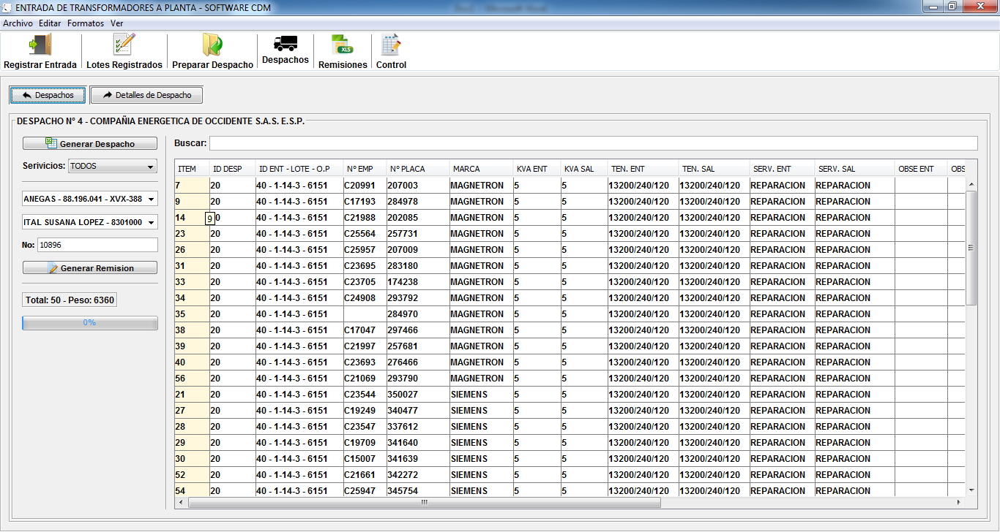 ENTRADA DE TRANSFORMADORES A PLANTA - SOFTWARE CDM
Archivo Editar Formatos Ver
Registrar Entrada Lotes Registrados Preparar Despacho Despachos Remisiones Control
Despachos Detalles de Despacho
DESPACHO N° 4 - COMPAÑIA ENERGETICA DE OCCIDENTE S.A.S. E.S.P.
Generar Despacho
Serivicios: TODOS
ANEGAS - 88.196.041 - XVX-388
ITAL SUSANA LOPEZ - 8301000
No: 10896
Generar Remision
Total: 50 - Peso: 6360
0%
Buscar:
ITEM ID DESP ID ENT - LOTE - O.P N° EMP N° PLACA MARCA KVA ENT KVA SAL TEN. ENT TEN. SAL SERV. ENT SERV. SAL OBSE ENT OBS
7 20 40 - 1-14-3 - 6151 C20991 207003 MAGNETRON 5 5 13200/240/120 13200/240/120 REPARACION REPARACION
9 20 40 - 1-14-3 - 6151 C17193 284978 MAGNETRON 5 5 13200/240/120 13200/240/120 REPARACION REPARACION
14 9 0 40 - 1-14-3 - 6151 C21988 202085 MAGNETRON 5 5 13200/240/120 13200/240/120 REPARACION REPARACION
23 20 40 - 1-14-3 - 6151 C25564 257731 MAGNETRON 5 5 13200/240/120 13200/240/120 REPARACION REPARACION
26 20 40 - 1-14-3 - 6151 C25957 207009 MAGNETRON 5 5 13200/240/120 13200/240/120 REPARACION REPARACION
31 20 40 - 1-14-3 - 6151 C23695 283180 MAGNETRON 5 5 13200/240/120 13200/240/120 REPARACION REPARACION
33 20 40 - 1-14-3 - 6151 C23705 174238 MAGNETRON 5 5 13200/240/120 13200/240/120 REPARACION REPARACION
34 20 40 - 1-14-3 - 6151 C24908 293792 MAGNETRON 5 5 13200/240/120 13200/240/120 REPARACION REPARACION
35 20 40 - 1-14-3 - 6151 284970 MAGNETRON 5 5 13200/240/120 13200/240/120 REPARACION REPARACION
38 20 40 - 1-14-3 - 6151 C17047 297466 MAGNETRON 5 5 13200/240/120 13200/240/120 REPARACION REPARACION
39 20 40 - 1-14-3 - 6151 C21997 257681 MAGNETRON 5 5 13200/240/120 13200/240/120 REPARACION REPARACION
40 20 40 - 1-14-3 - 6151 C23693 276466 MAGNETRON 5 5 13200/240/120 13200/240/120 REPARACION REPARACION
56 20 40 - 1-14-3 - 6151 C21069 293790 MAGNETRON 5 5 13200/240/120 13200/240/120 REPARACION REPARACION
21 20 40 - 1-14-3 - 6151 C23544 350027 SIEMENS 5 5 13200/240/120 13200/240/120 REPARACION REPARACION
27 20 40 - 1-14-3 - 6151 C19249 340477 SIEMENS 5 5 13200/240/120 13200/240/120 REPARACION REPARACION
28 20 40 - 1-14-3 - 6151 C23547 337612 SIEMENS 5 5 13200/240/120 13200/240/120 REPARACION REPARACION
29 20 40 - 1-14-3 - 6151 C19709 341640 SIEMENS 5 5 13200/240/120 13200/240/120 REPARACION REPARACION
30 20 40 - 1-14-3 - 6151 C15007 341639 SIEMENS 5 5 13200/240/120 13200/240/120 REPARACION REPARACION
52 20 40 - 1-14-3 - 6151 C21661 342272 SIEMENS 5 5 13200/240/120 13200/240/120 REPARACION REPARACION
54 20 40 - 1-14-3 - 6151 C25947 345754 SIEMENS 5 5 13200/240/120 13200/240/120 REPARACION REPARACION